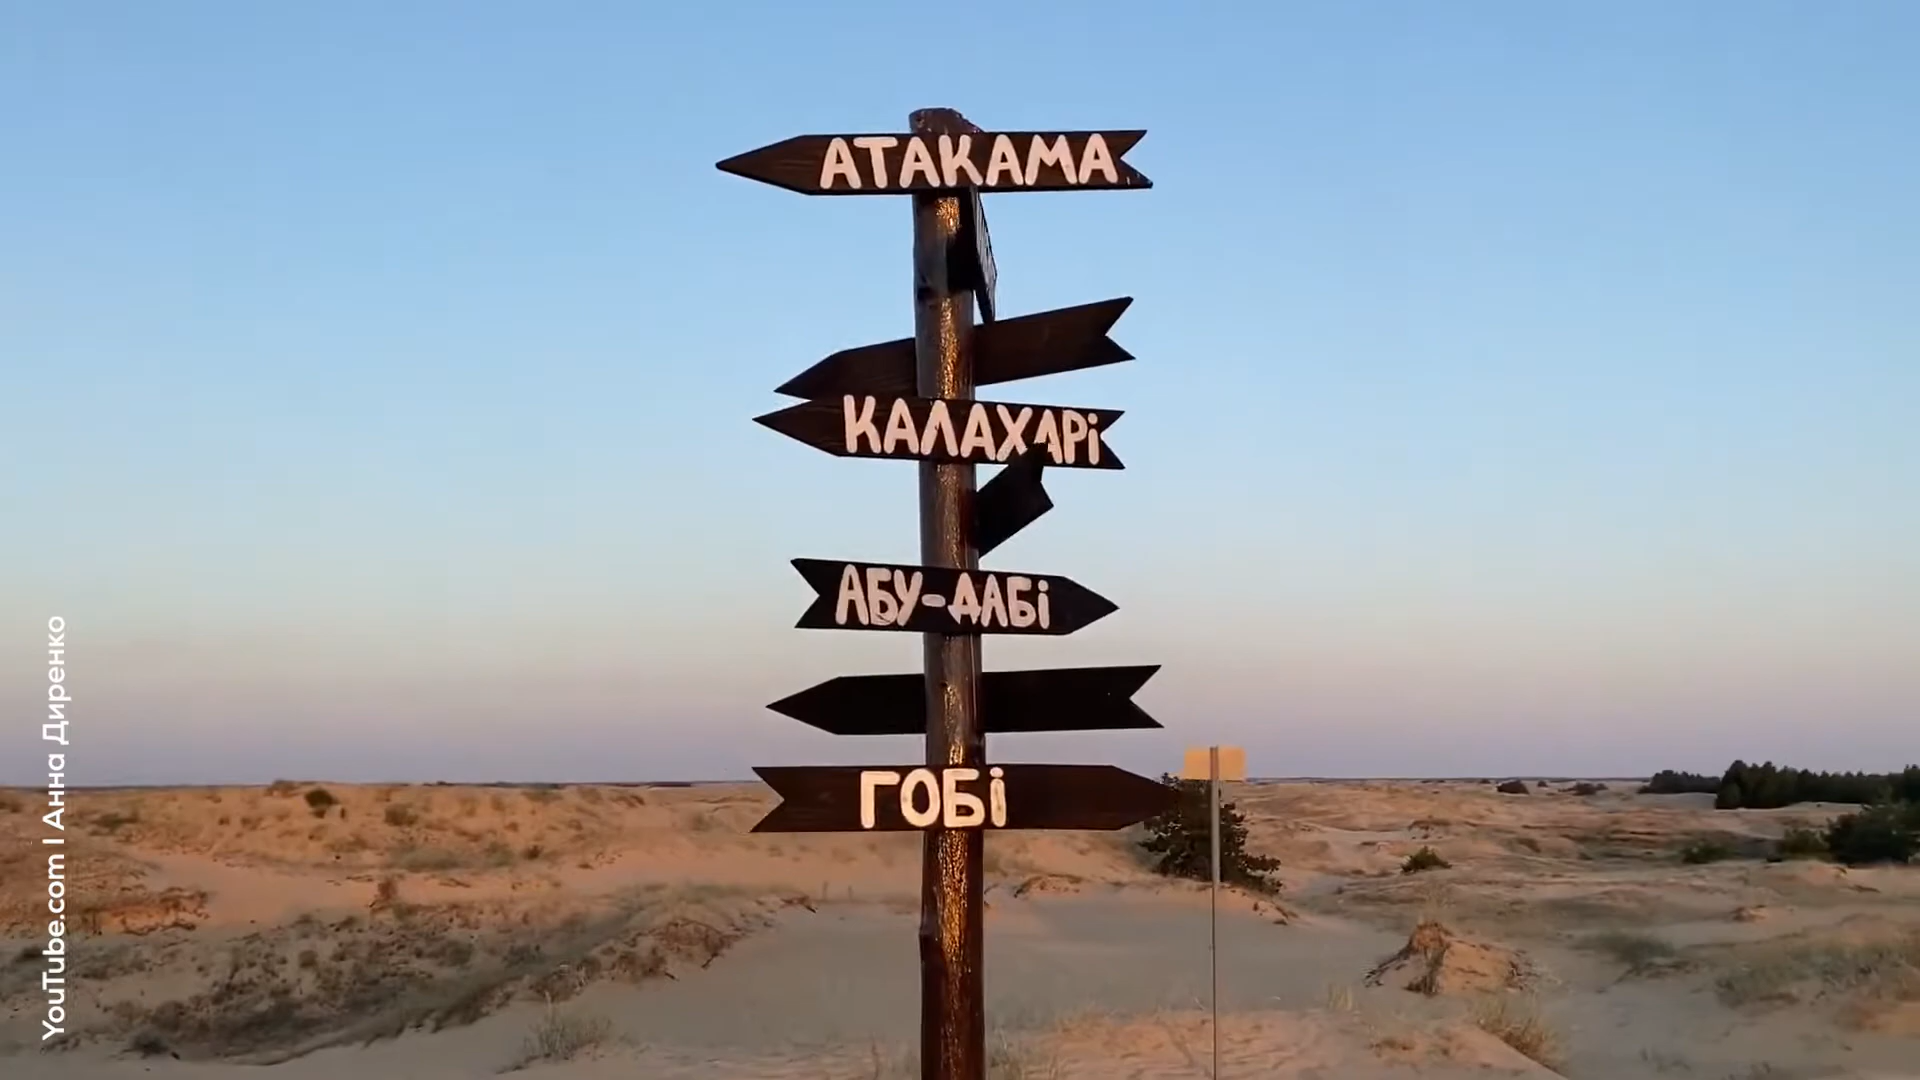 АТАКАМА
КАЛАХАРі
АБУ-ДАБі
ГОБі
YouTube.com | Анна Диренко